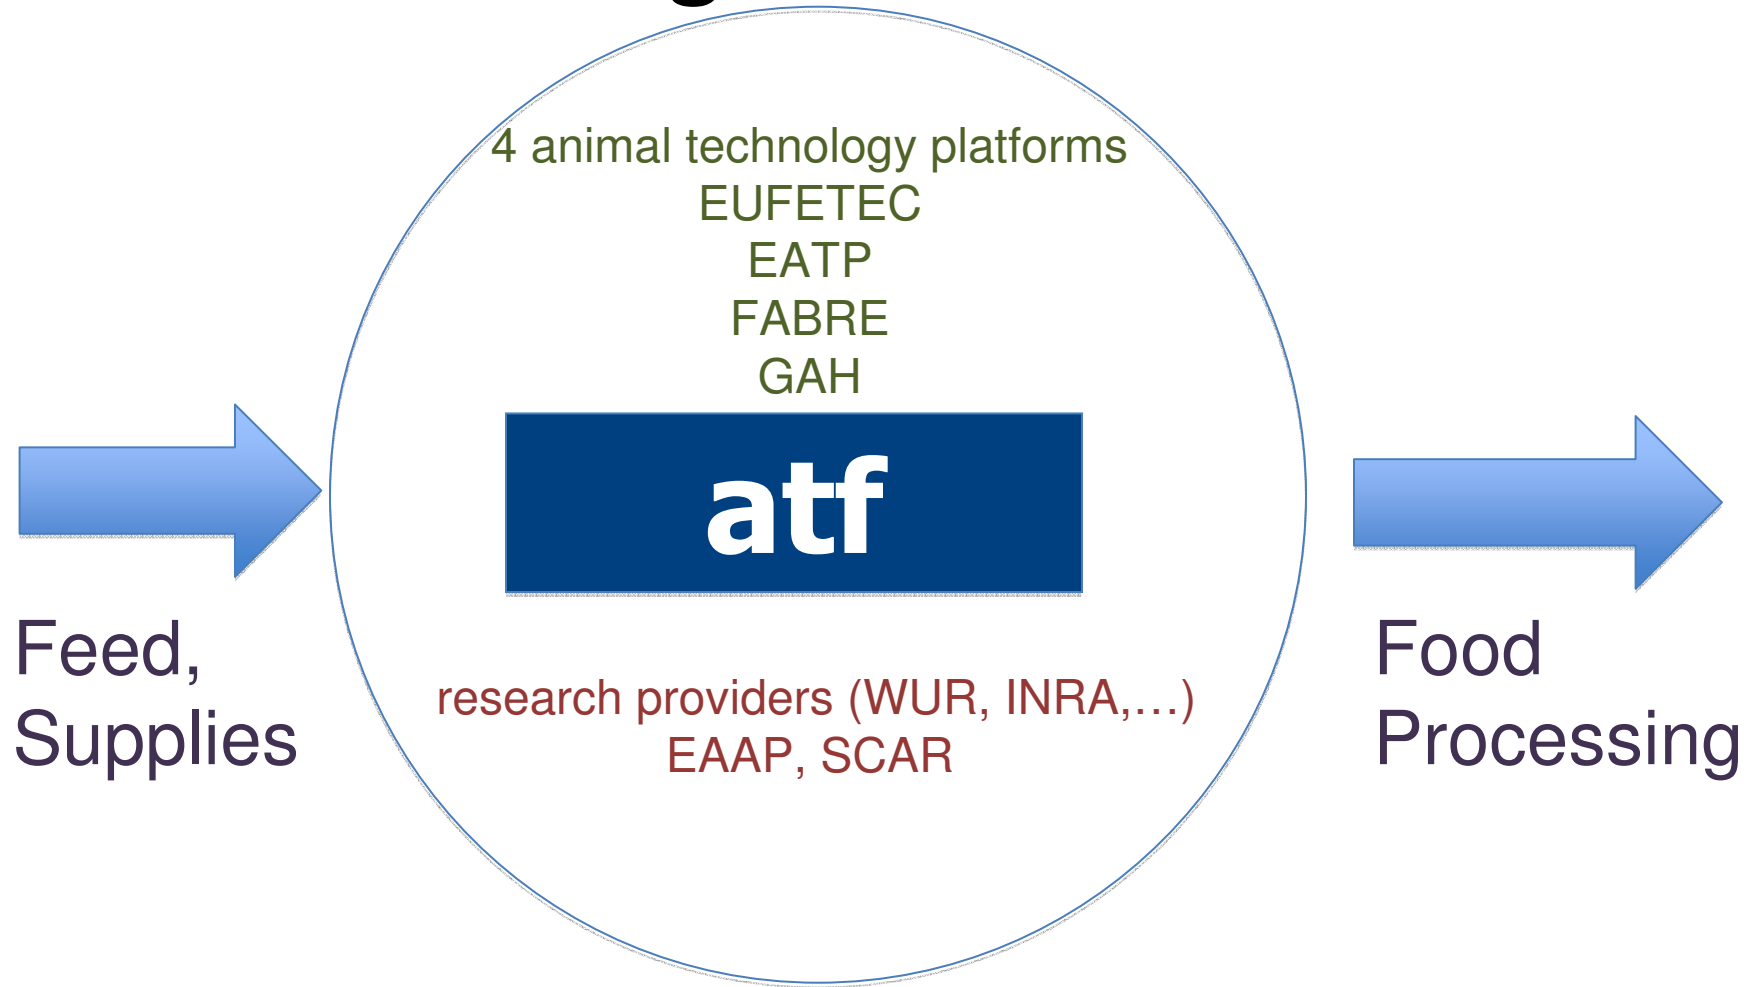 4 animal technology platforms
EUFETEC
EATP
FABRE
GAH
atf
Feed,
Supplies
research providers (WUR, INRA,…)
EAAP, SCAR
Food
Processing